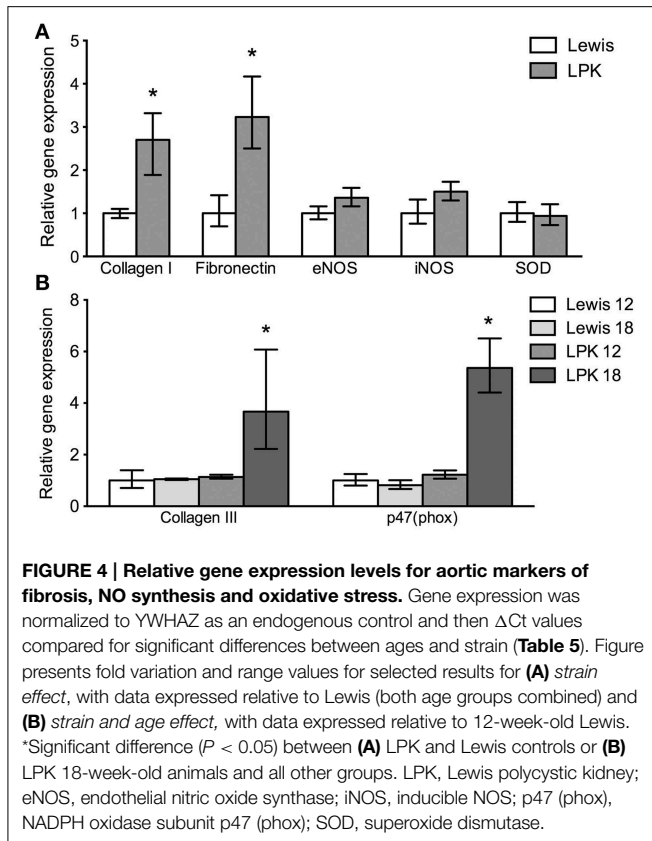 A
Relative gene expression
5
4
3
2
1
0
* *
Lewis
LPK
Collagen I Fibronectin eNOS iNOS SOD
B
Relative gene expression
8
6
4
2
0
* *
Lewis 12
Lewis 18
LPK 12
LPK 18
Collagen III p47(phox)
FIGURE 4 | Relative gene expression levels for aortic markers of
fibrosis, NO synthesis and oxidative stress. Gene expression was
normalized to YWHAZ as an endogenous control and then ΔCt values
compared for significant differences between ages and strain (Table 5). Figure
presents fold variation and range values for selected results for (A) strain
effect, with data expressed relative to Lewis (both age groups combined) and
(B) strain and age effect, with data expressed relative to 12-week-old Lewis.
*Significant difference (P < 0.05) between (A) LPK and Lewis controls or (B)
LPK 18-week-old animals and all other groups. LPK, Lewis polycystic kidney;
eNOS, endothelial nitric oxide synthase; iNOS, inducible NOS; p47 (phox),
NADPH oxidase subunit p47 (phox); SOD, superoxide dismutase.